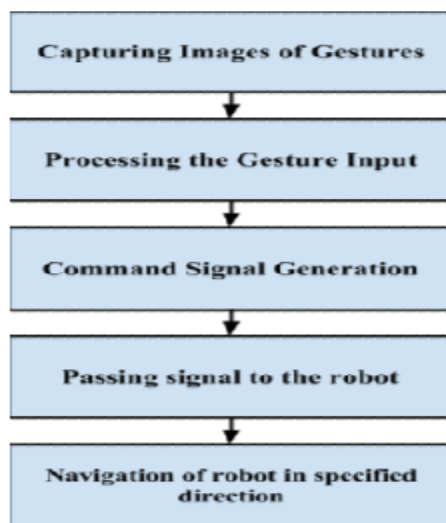 Capturing Images of Gestures
Processing the Gesture Input
Command Signal Generation
Passing signal to the robot
Navigation of robot in specified
direction